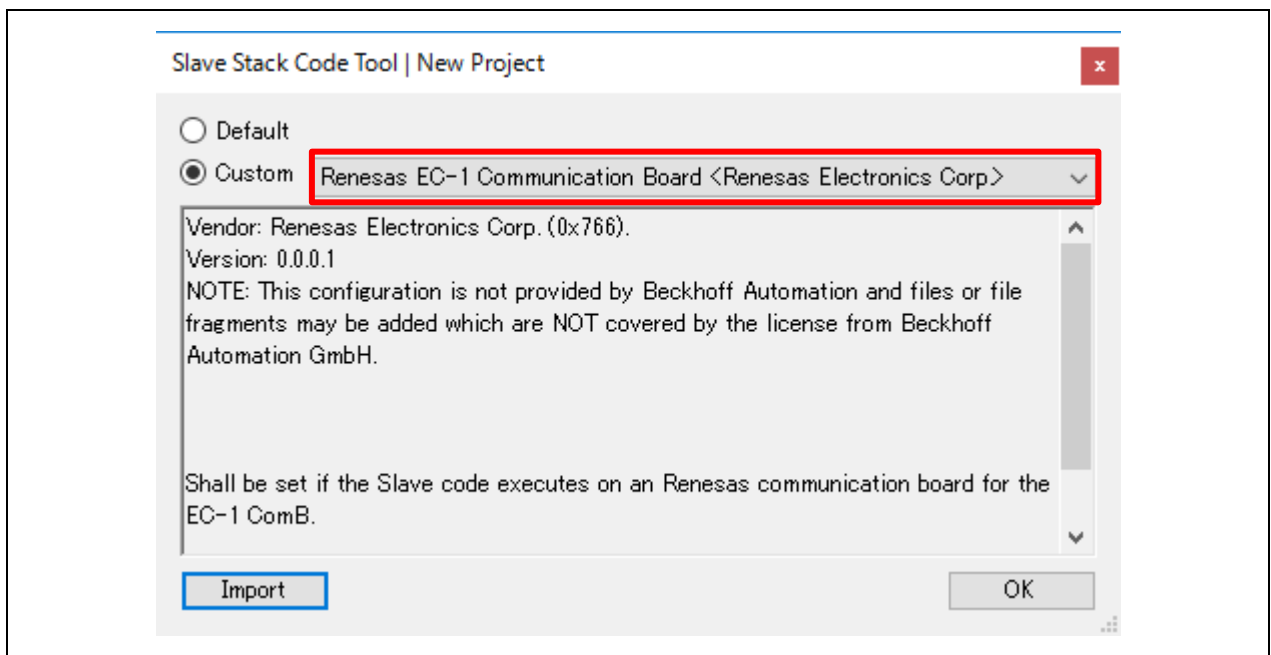 Slave Stack Code Tool | New Project
x
Default
Custom
Renesas EC-1 Communication Board <Renesas Electronics Corp>
Vendor: Renesas Electronics Corp. (0x766).
Version: 0.0.0.1
NOTE: This configuration is not provided by Beckhoff Automation and files or file
fragments may be added which are NOT covered by the license from Beckhoff
Automation GmbH.
Shall be set if the Slave code executes on an Renesas communication board for the
EC-1 ComB.
Import
OK